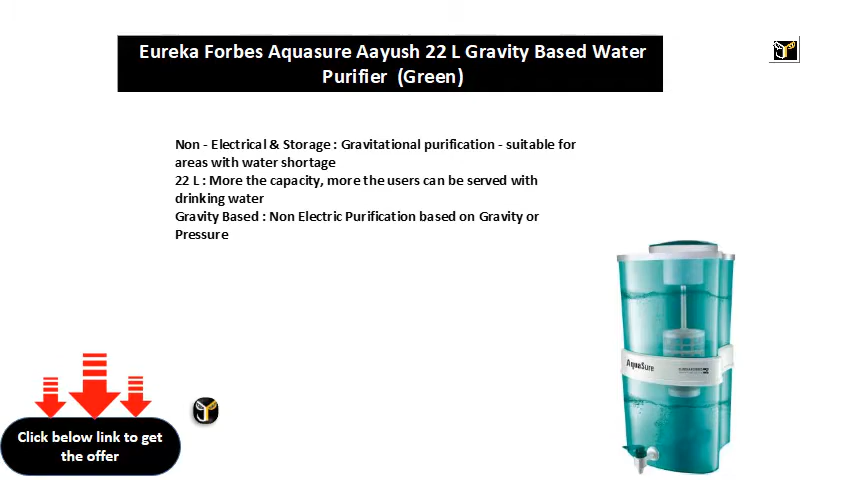 Eureka Forbes Aquasure Aayush 22 L Gravity Based Water
Purifier (Green)
Non - Electrical & Storage : Gravitational purification - suitable for
areas with water shortage
22 L : More the capacity, more the users can be served with
drinking water
Gravity Based : Non Electric Purification based on Gravity or
Pressure
AquaSure
Click below link to get
the offer